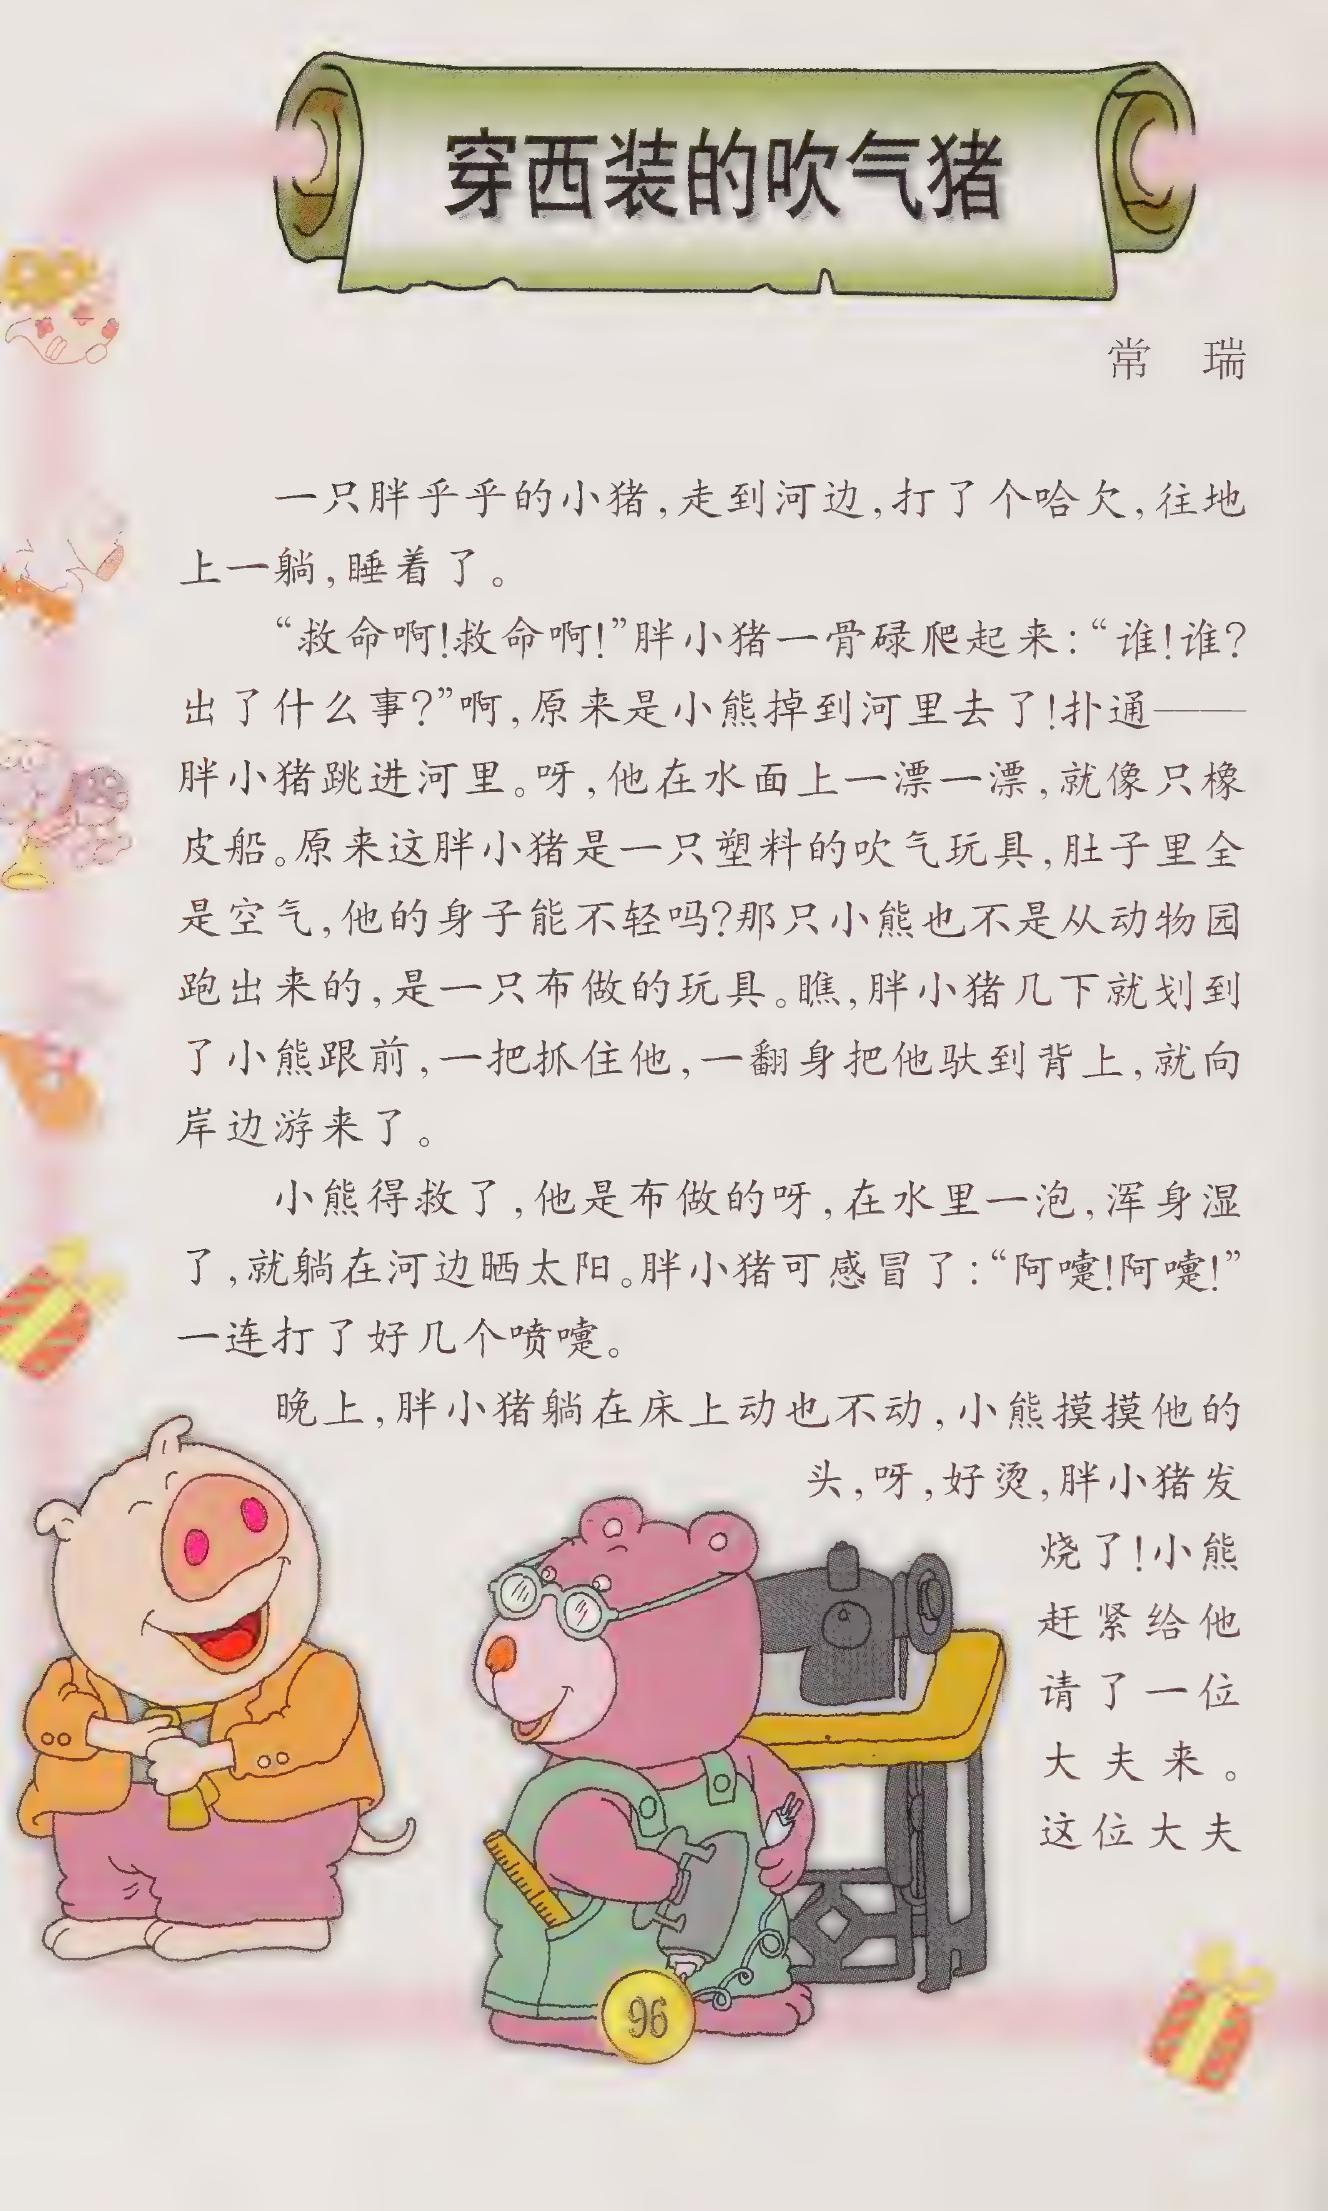 穿西装的吹气猪
常 瑞
一只胖乎乎的小猪,走到河边,打了个哈欠,往地
上一躺,睡着了。
“救命啊!救命啊!”胖小猪一骨碌爬起来:“谁!谁?
出了什么事?”啊,原来是小熊掉到河里去了!扑通——
胖小猪跳进河里。呀,他在水面上一漂一漂,就像只橡
皮船。原来这胖小猪是一只塑料的吹气玩具,肚子里全
是空气,他的身子能不轻吗?那只小熊也不是从动物园
跑出来的,是一只布做的玩具。瞧,胖小猪几下就划到
了小熊跟前,一把抓住他,一翻身把他驮到背上,就向
岸边游来了。
小熊得救了,他是布做的呀,在水里一泡,浑身湿
了,就躺在河边晒太阳。胖小猪可感冒了:“阿嚏!阿嚏!”
一连打了好几个喷嚏。
晚上,胖小猪躺在床上动也不动,小熊摸摸他的
头,呀,好烫,胖小猪发
烧了!小熊
赶紧给他
请了一位
大夫来。
这位大夫
96